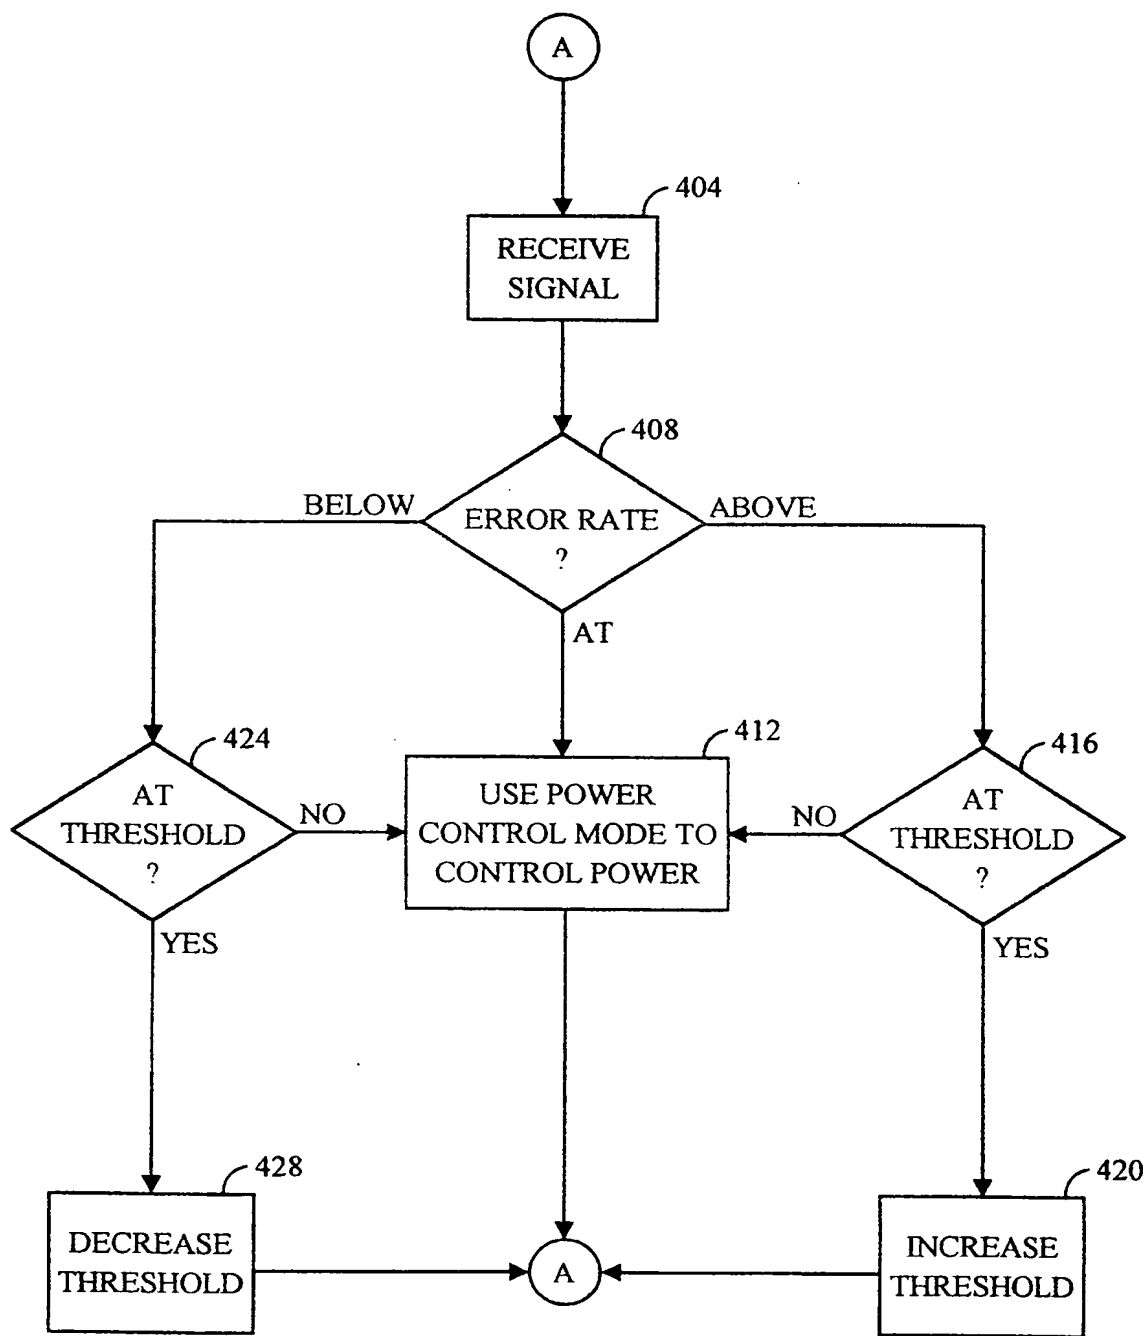 A
404
RECEIVE
SIGNAL
408
BELOW
ERROR RATE
?
ABOVE
AT
424
AT
THRESHOLD
?
NO
YES
412
USE POWER
CONTROL MODE TO
CONTROL POWER
416
NO
AT
THRESHOLD
?
YES
428
DECREASE
THRESHOLD
A
420
INCREASE
THRESHOLD